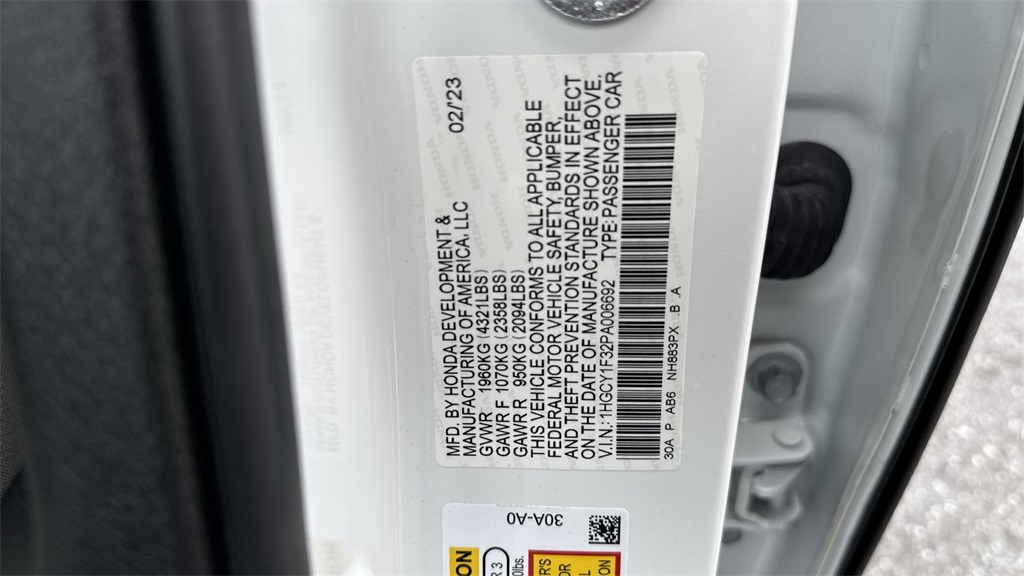 MFD. BY HONDA DEVELOPMENT & 02/'23
MANUFACTURING OF AMERICA, LLC
GVWR 1960KG (4321LBS)
GAWR F 1070KG (2358LBS)
GAWR R 950KG (2094LBS)
THIS VEHICLE CONFORMS TO ALL APPLICABLE
FEDERAL MOTOR VEHICLE SAFETY, BUMPER,
AND THEFT PREVENTION STANDARDS IN EFFECT
ON THE DATE OF MANUFACTURE SHOWN ABOVE.
V.I.N.: 1HGCY1F32PA006692 TYPE: PASSENGER CAR
30A P AB6 NH883PX :B A
30A-A0